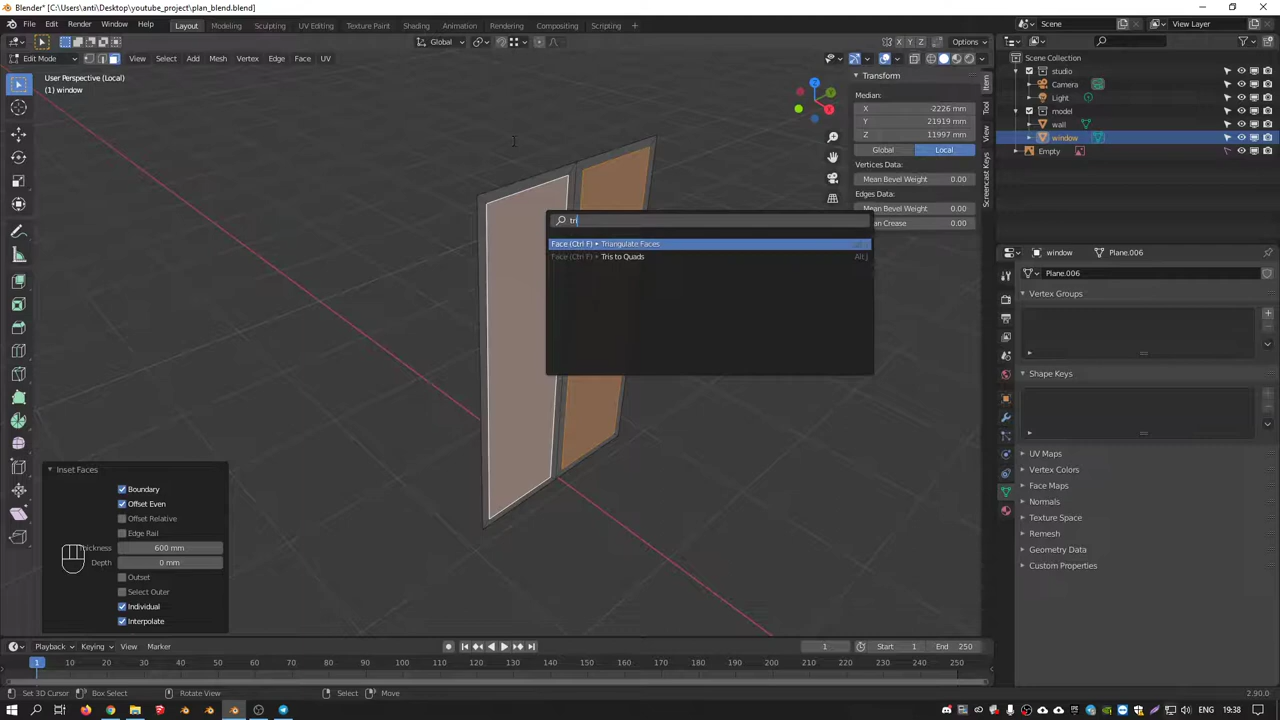 Blender* [C:\Users\anti\Desktop\youtube_project\plan_blend.blend]
File Edit Render Window Help Layout Modeling Sculpting UV Editing Texture Paint Shading Animation Rendering Compositing Scripting Scene View Layer
Global Options
Edit Mode View Select Add Mesh Vertex Edge Face UV
User Perspective (Local)
(1) window
Transform
Median:
X -2226 mm
Y 21919 mm
Z 11997 mm
Global Local
Vertices Data:
Mean Bevel Weight 0.00
Edges Data:
Mean Bevel Weight 0.00
Mean Crease 0.00
Item
Tool
View
Screencast Keys
X
Y
Scene Collection
studio
Camera
Light
model
wall
window
Empty
window Plane.006
Plane.006
Vertex Groups
Shape Keys
UV Maps
Vertex Colors
Face Maps
Normals
Texture Space
Remesh
Geometry Data
Custom Properties
tri
Face (Ctrl F) ▸ Triangulate Faces
Face (Ctrl F) ▸ Tris to Quads Alt J
Inset Faces
Boundary
Offset Even
Offset Relative
Edge Rail
Thickness 600 mm
Depth 0 mm
Outset
Select Outer
Individual
Interpolate
Playback Keying View Marker 1 Start 1 End 250
1 10 20 30 40 50 60 70 80 90 100 110 120 130 140 150 160 170 180 190 200 210 220 230 240 250
Set 3D Cursor Box Select Rotate View Select Move 2.90.0
ENG 19:38